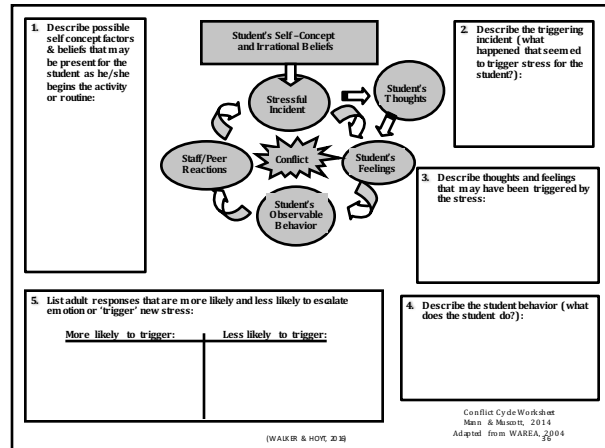 1. Describe possible
self concept factors
& beliefs that may
be present for the
student as he/she
begins the activity
or routine:
Student's Self –Concept
and Irrational Beliefs
2. Describe the triggering
incident (what
happened that seemed
to trigger stress for the
student?):
Stressful
Incident
Student's
Thoughts
Staff/Peer
Reactions
Conflict
Student's
Feelings
Student's
Observable
Behavior
3. Describe thoughts and feelings
that may have been triggered by
the stress:
5. List adult responses that are more likely and less likely to escalate
emotion or 'trigger' new stress:
More likely to trigger:
Less likely to trigger:
4. Describe the student behavior (what
does the student do?):
Conflict Cycle Worksheet
Mann & Muscott, 2014
Adapted from WAREA, 2004
(WALKER & HOYT, 2016)
36